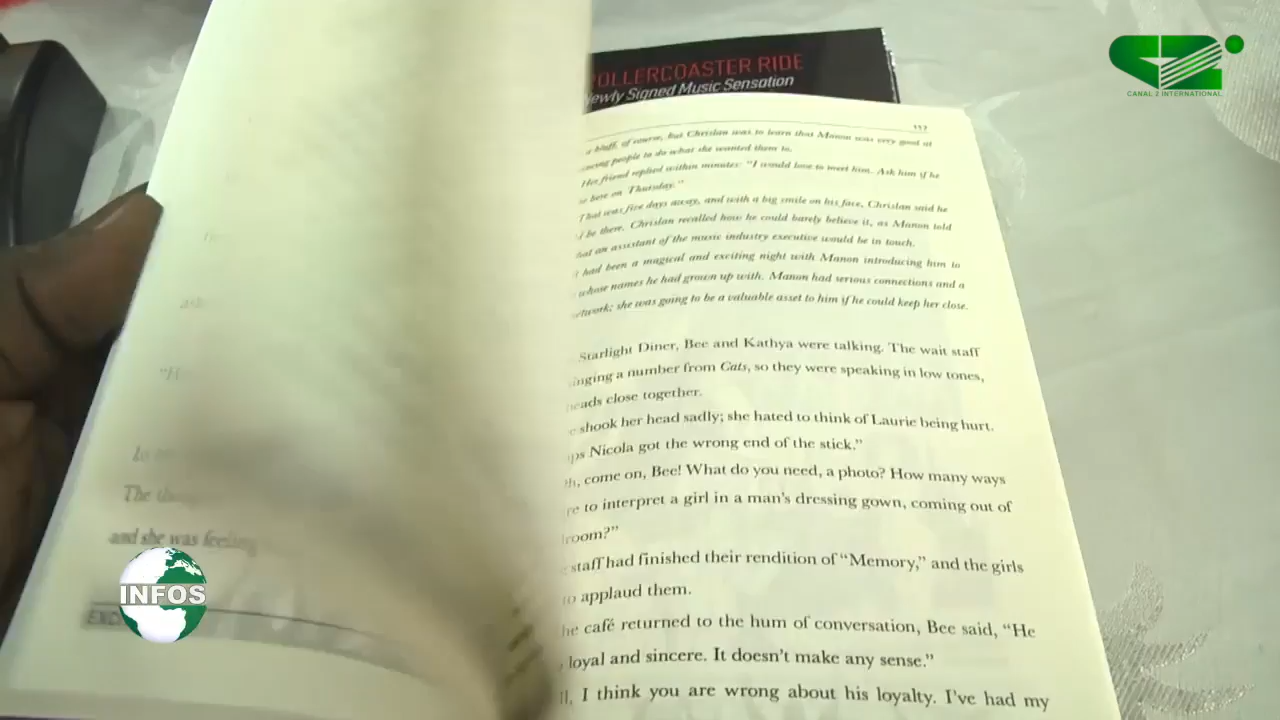 ROLLERCOASTER RIDE
Newly Signed Music Sensation
CANAL 2 INTERNATIONAL
117
a bluff, of course, but Chrislan was to learn that Manon was very good at
people to do what she wanted them to.
Her friend replied within minutes: "I would love to meet him. Ask him if he
here on Thursday."
That was five days away, and with a big smile on his face, Chrislan said he
be there. Chrislan recalled how he could barely believe it, as Manon told
that an assistant of the music industry executive would be in touch.
had been a magical and exciting night with Manon introducing him to
whose names he had grown up with. Manon had serious connections and a
she was going to be a valuable asset to him if he could keep her close.
Starlight Diner, Bee and Kathya were talking. The wait staff
a number from Cats, so they were speaking in low tones,
close together.
shook her head sadly; she hated to think of Laurie being hurt.
Nicola got the wrong end of the stick."
come on, Bee! What do you need, a photo? How many ways
to interpret a girl in a man's dressing gown, coming out of
room?"
staff had finished their rendition of "Memory," and the girls
to applaud them.
café returned to the hum of conversation, Bee said, "He
loyal and sincere. It doesn't make any sense."
I think you are wrong about his loyalty. I've had my
The
and she was feeling
INFOS